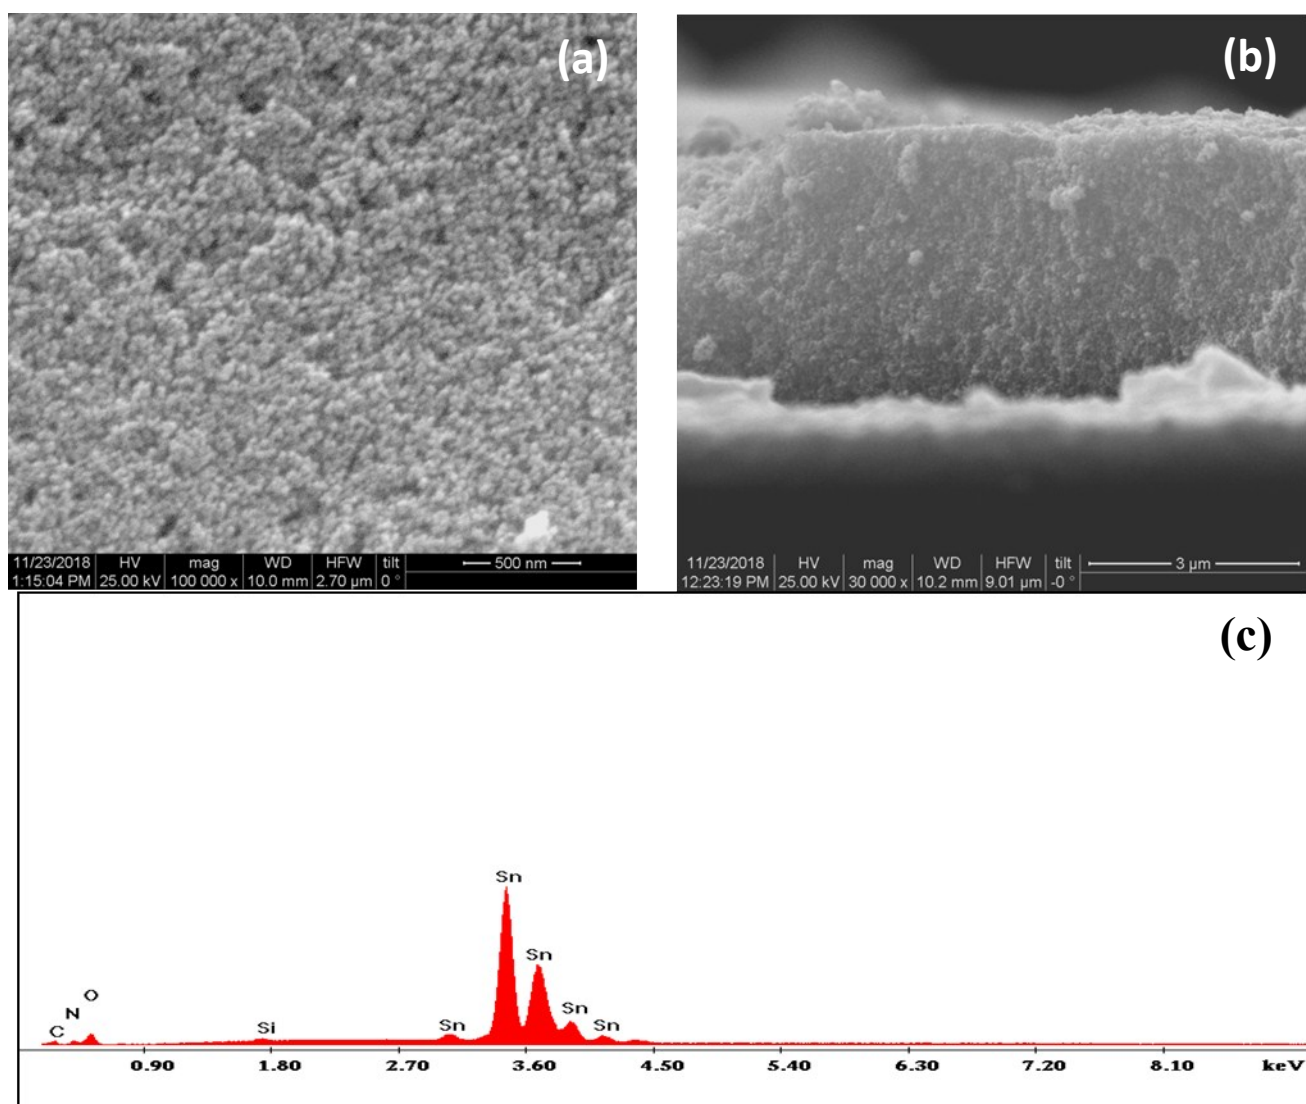 (a)
11/23/2018 HV mag WD HFW tilt 500 nm
1:15:04 PM 25.00 kV 100 000 x 10.0 mm 2.70 µm 0 °
(b)
11/23/2018 HV mag WD HFW tilt 3 µm
12:23:19 PM 25.00 kV 30 000 x 10.2 mm 9.01 µm -0 °
(c)
Sn
Sn
Sn
O
N
C
Si
Sn
Sn
0.90 1.80 2.70 3.60 4.50 5.40 6.30 7.20 8.10 keV